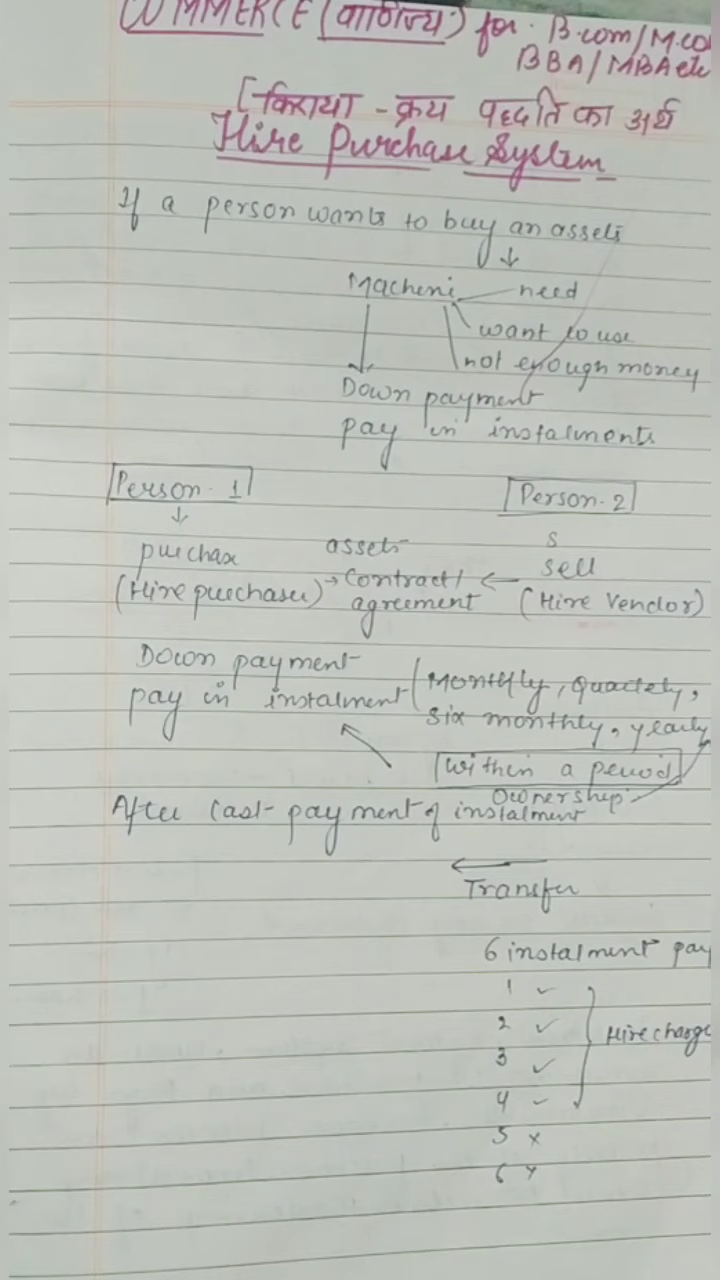 COMMERCE (वाणिज्य) for B.com/M.co
BBA/MBA etc
[किराया - क्रय पद्धति का अर्थ
Hire Purchase System
If a person wants to buy an assets
↓
Macheni need
want to use
not enough money
Down payment
pay in instalments
Person - 1 Person - 2
↓
S
purchase assets sell
(Hire purchaser) → Contract/ ← (Hire Vendor)
agreement
Down payment
pay in instalment (Monthly, Quartely,
six monthly, yearly
Within a period
Ownership
After last payment of instalment
←
Transfer
6 instalment pay
1 ✓
2 ✓ Hire charge
3 ✓
4 ✓
5 ×
6 ×